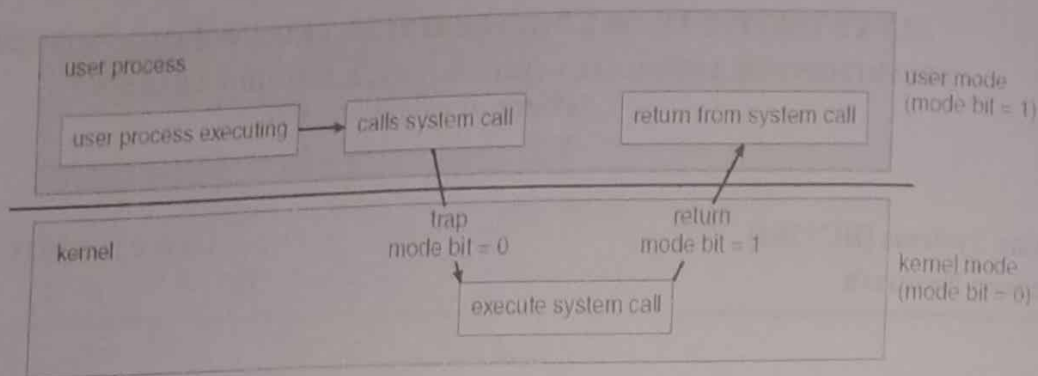 user process
user process executing
calls system call
return from system call
user mode
(mode bit = 1)
trap
mode bit = 0
return
mode bit = 1
kernel
execute system call
kernel mode
(mode bit = 0)